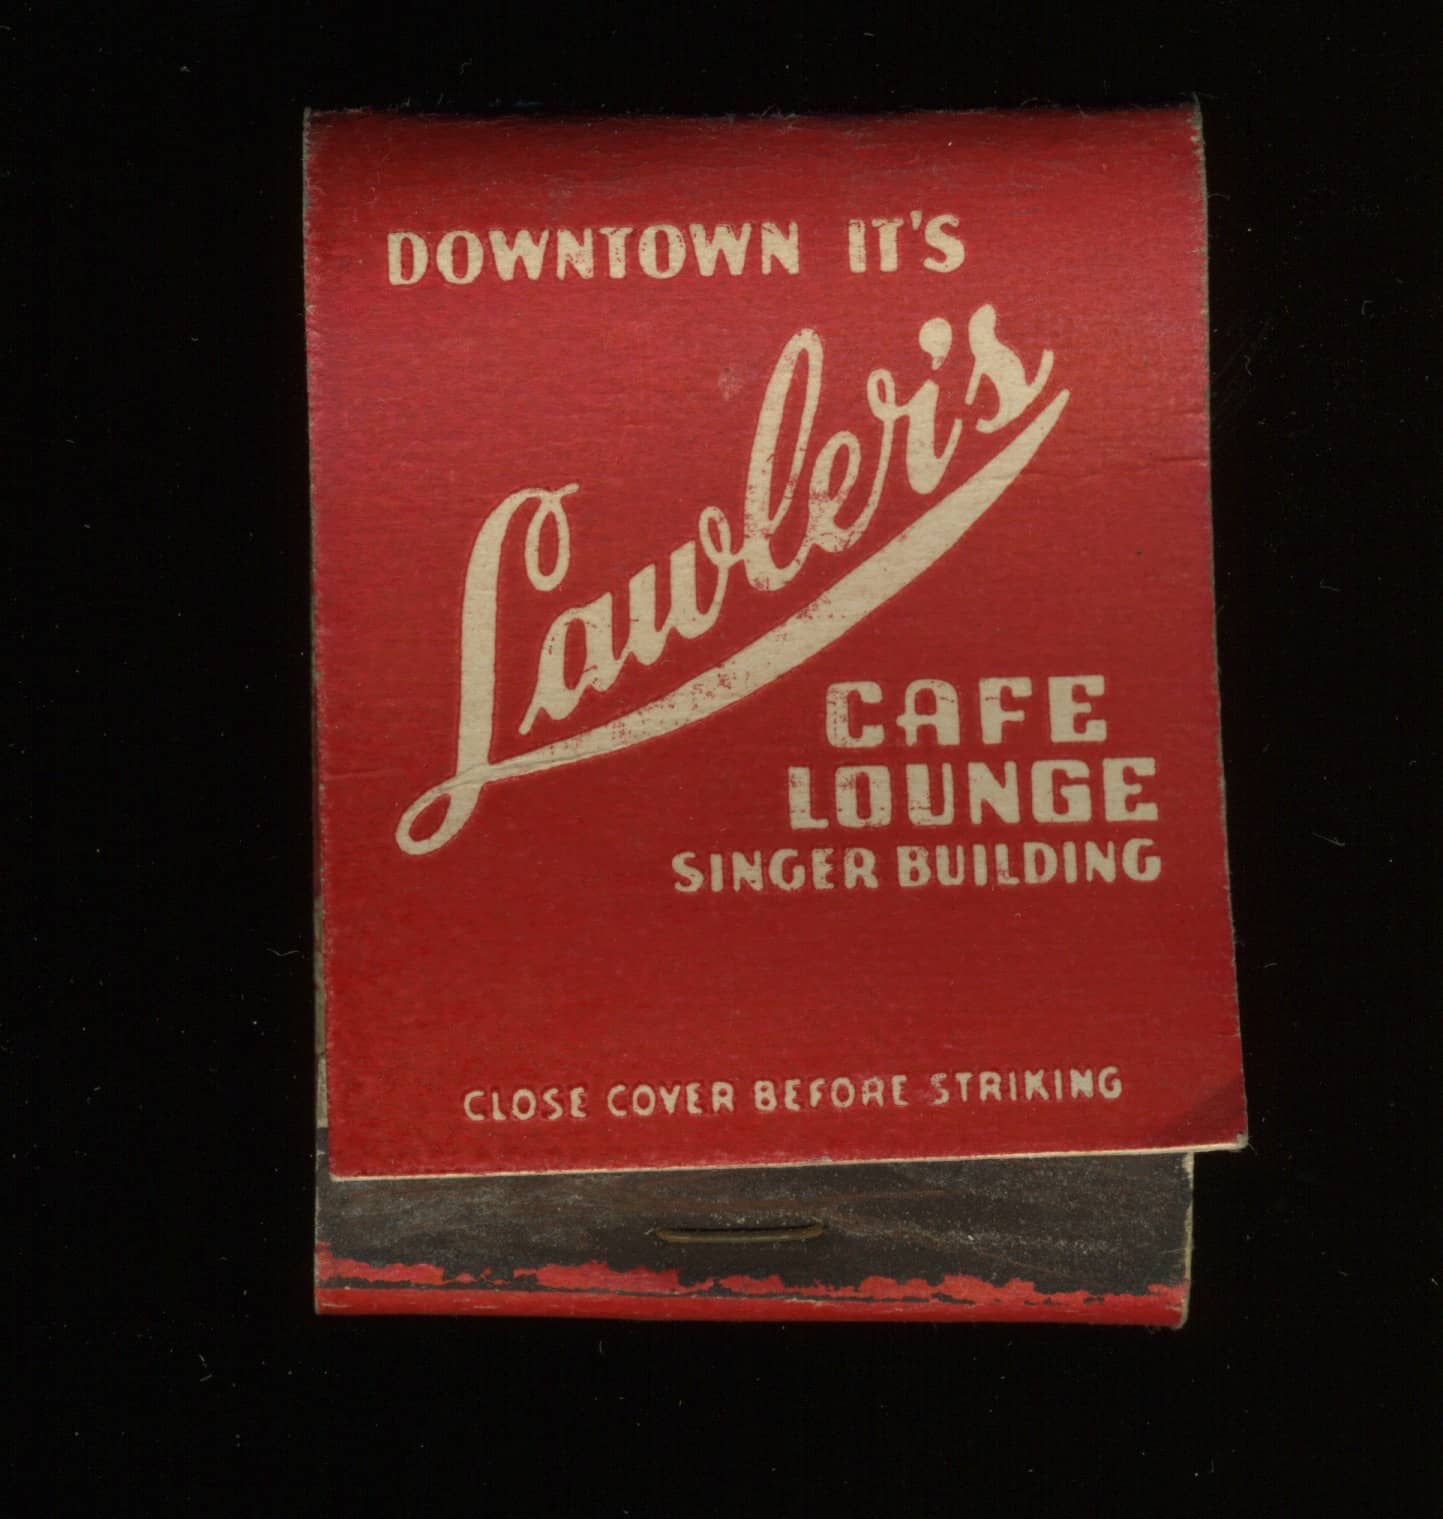 DOWNTOWN IT'S
Lawler's
CAFE
LOUNGE
SINGER BUILDING
CLOSE COVER BEFORE STRIKING